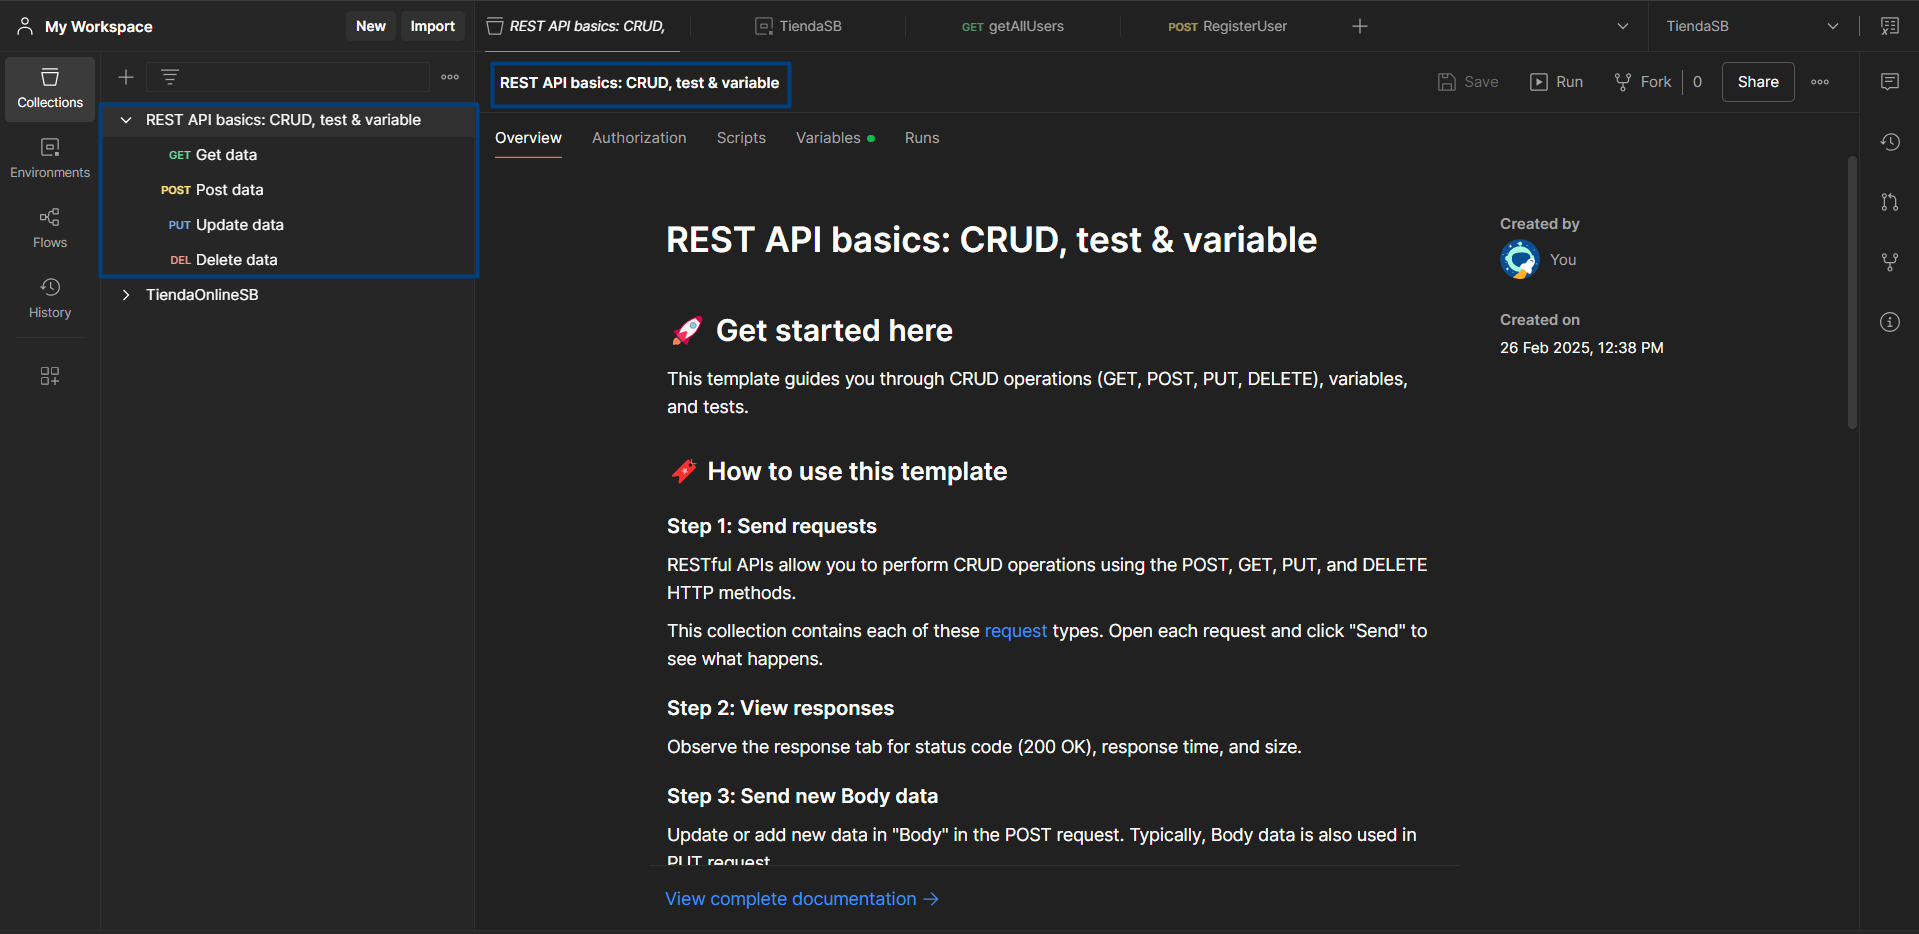 My Workspace
New
Import
REST API basics: CRUD,
TiendaSB
GET getAllUsers
POST RegisterUser
TiendaSB
Collections
Environments
Flows
History
REST API basics: CRUD, test & variable
GET Get data
POST Post data
PUT Update data
DEL Delete data
TiendaOnlineSB
REST API basics: CRUD, test & variable
Save
Run
Fork
0
Share
Overview
Authorization
Scripts
Variables
Runs
REST API basics: CRUD, test & variable
Get started here
This template guides you through CRUD operations (GET, POST, PUT, DELETE), variables,
and tests.
How to use this template
Step 1: Send requests
RESTful APIs allow you to perform CRUD operations using the POST, GET, PUT, and DELETE
HTTP methods.
This collection contains each of these request types. Open each request and click "Send" to
see what happens.
Step 2: View responses
Observe the response tab for status code (200 OK), response time, and size.
Step 3: Send new Body data
Update or add new data in "Body" in the POST request. Typically, Body data is also used in
PUT request
View complete documentation →
Created by
You
Created on
26 Feb 2025, 12:38 PM